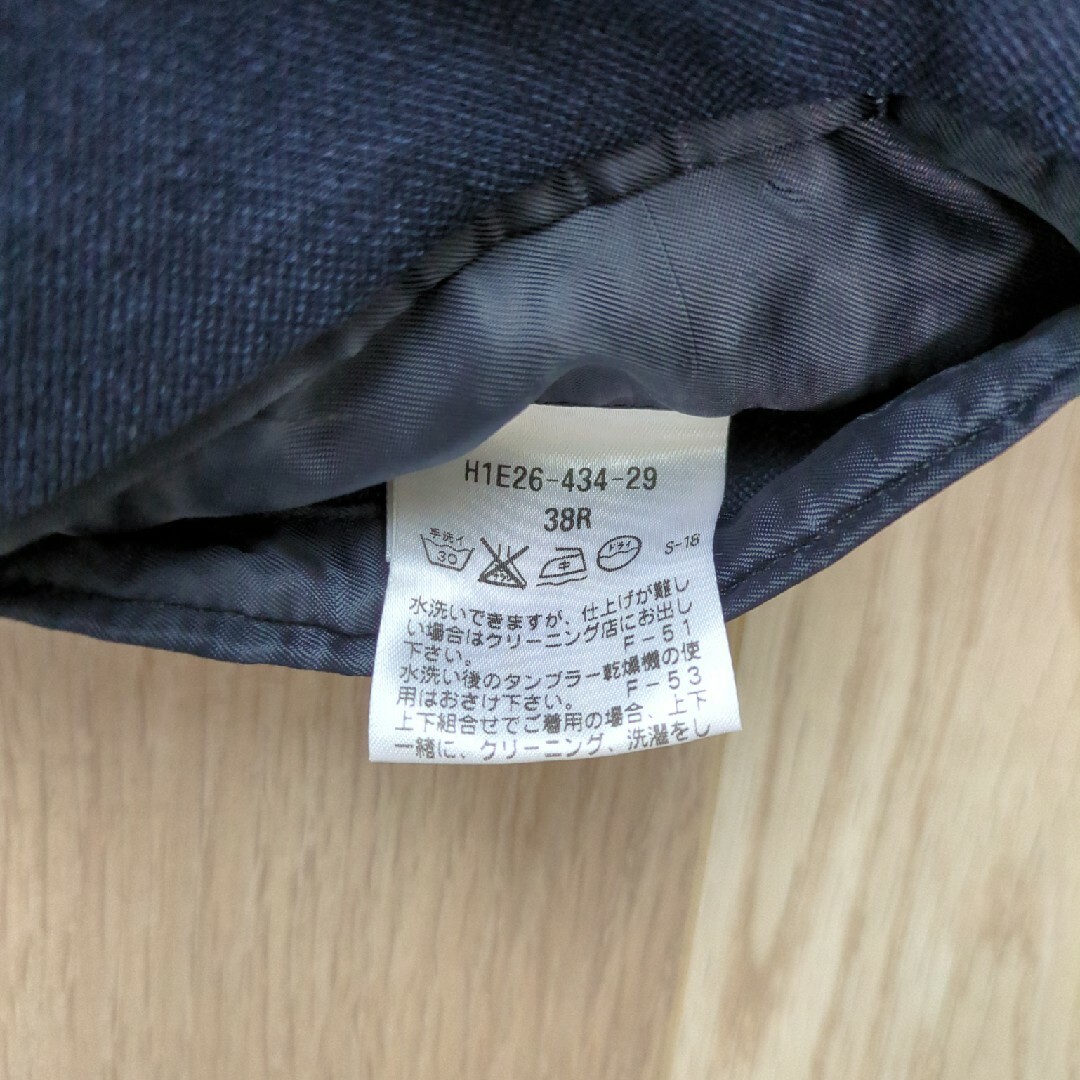 H1E26-434-29
38R
手洗イ 30 中 ドライ S-18
水洗いできますが、仕上げが難し
い場合はクリーニング店にお出し
下さい。 F-51
水洗い後のタンブラー乾燥機の使
用はおさけ下さい。 F-53
上下組合せでご着用の場合、上下
一緒に、クリーニング、洗濯をし